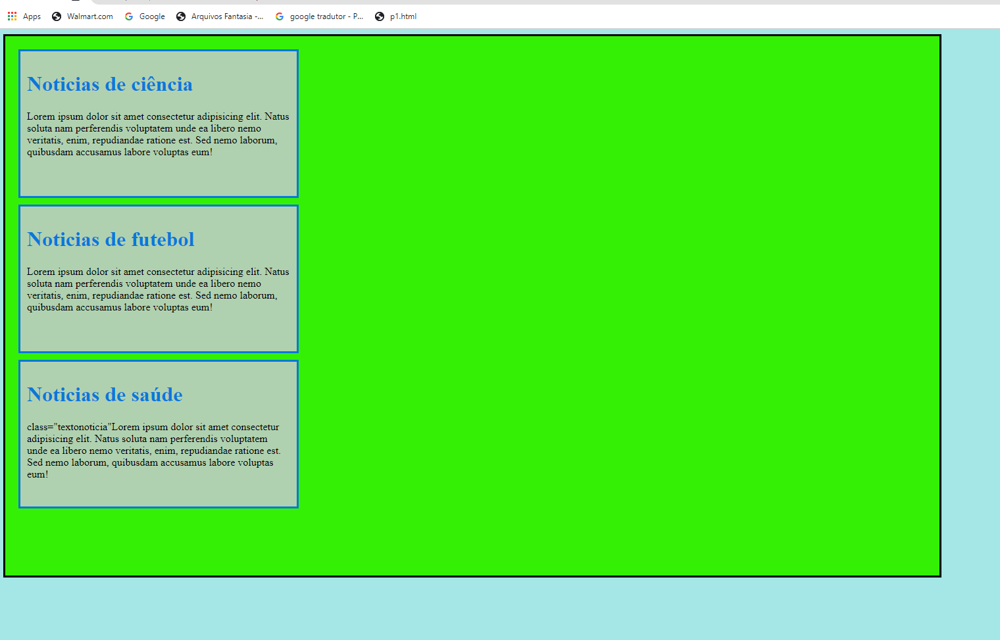 Apps Walmart.com Google Arquivos Fantasia -... google tradutor - P... p1.html
Noticias de ciência
Lorem ipsum dolor sit amet consectetur adipisicing elit. Natus
soluta nam perferendis voluptatem unde ea libero nemo
veritatis, enim, repudiandae ratione est. Sed nemo laborum,
quibusdam accusamus labore voluptas eum!
Noticias de futebol
Lorem ipsum dolor sit amet consectetur adipisicing elit. Natus
soluta nam perferendis voluptatem unde ea libero nemo
veritatis, enim, repudiandae ratione est. Sed nemo laborum,
quibusdam accusamus labore voluptas eum!
Noticias de saúde
class="textonoticia"Lorem ipsum dolor sit amet consectetur
adipisicing elit. Natus soluta nam perferendis voluptatem
unde ea libero nemo veritatis, enim, repudiandae ratione est.
Sed nemo laborum, quibusdam accusamus labore voluptas
eum!